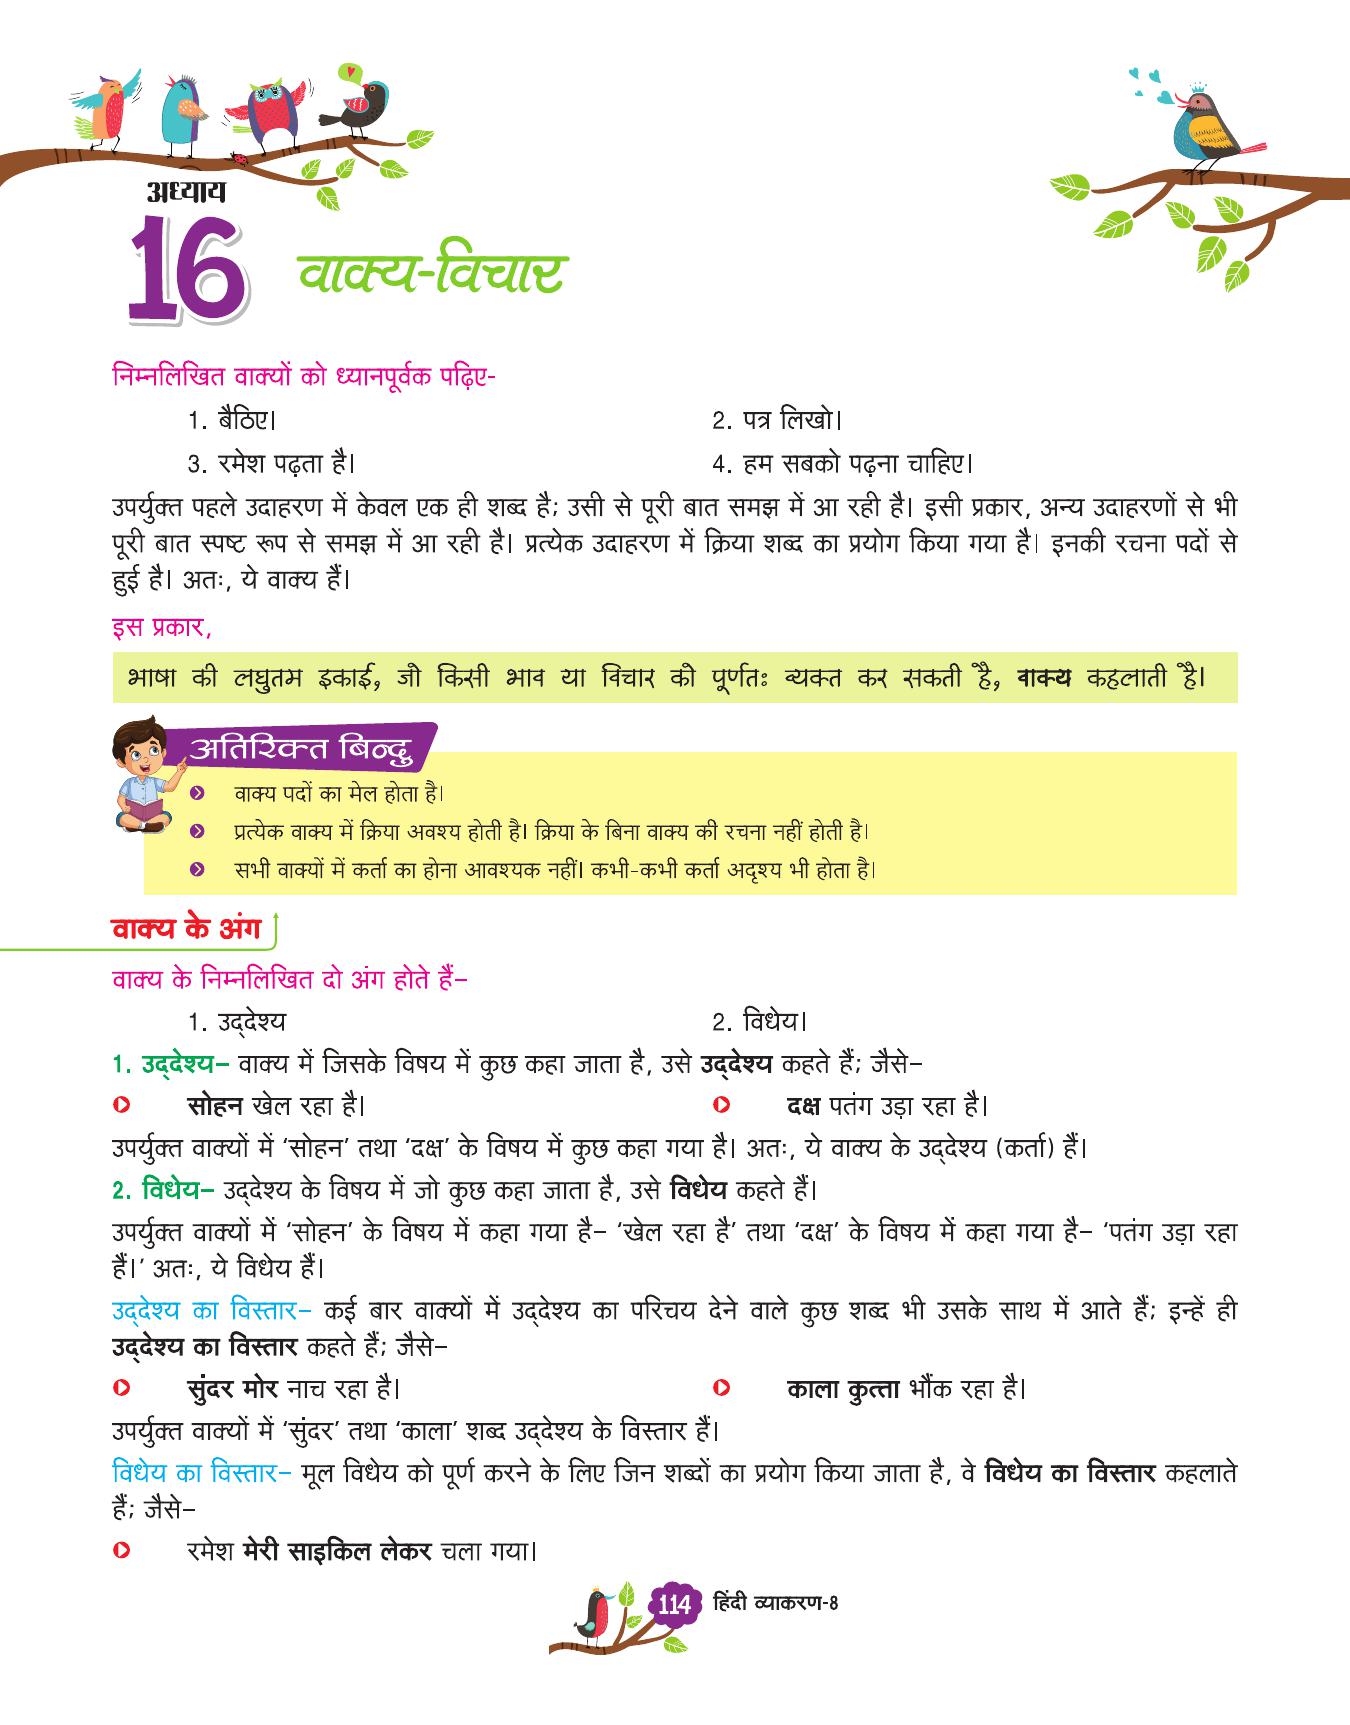 अध्याय
16
वाक्य-विचार
निम्नलिखित वाक्यों को ध्यानपूर्वक पढ़िए-
1. बैठिए।
2. पत्र लिखो।
3. रमेश पढ़ता है।
4. हम सबको पढ़ना चाहिए।
उपर्युक्त पहले उदाहरण में केवल एक ही शब्द है; उसी से पूरी बात समझ में आ रही है। इसी प्रकार, अन्य उदाहरणों से भी
पूरी बात स्पष्ट रूप से समझ में आ रही है। प्रत्येक उदाहरण में क्रिया शब्द का प्रयोग किया गया है। इनकी रचना पदों से
हुई है। अतः, ये वाक्य हैं।
इस प्रकार,
भाषा की लघुतम इकाई, जो किसी भाव या विचार को पूर्णतः व्यक्त कर सकती है, वाक्य कहलाती है।
अतिरिक्त बिन्दु
वाक्य पदों का मेल होता है।
प्रत्येक वाक्य में क्रिया अवश्य होती है। क्रिया के बिना वाक्य की रचना नहीं होती है।
सभी वाक्यों में कर्ता का होना आवश्यक नहीं। कभी-कभी कर्ता अदृश्य भी होता है।
वाक्य के अंग
वाक्य के निम्नलिखित दो अंग होते हैं–
1. उद्देश्य
2. विधेय।
1. उद्देश्य– वाक्य में जिसके विषय में कुछ कहा जाता है, उसे उद्देश्य कहते हैं; जैसे–
सोहन खेल रहा है।
दक्ष पतंग उड़ा रहा है।
उपर्युक्त वाक्यों में ‘सोहन’ तथा ‘दक्ष’ के विषय में कुछ कहा गया है। अतः, ये वाक्य के उद्देश्य (कर्ता) हैं।
2. विधेय– उद्देश्य के विषय में जो कुछ कहा जाता है, उसे विधेय कहते हैं।
उपर्युक्त वाक्यों में ‘सोहन’ के विषय में कहा गया है– ‘खेल रहा है’ तथा ‘दक्ष’ के विषय में कहा गया है– ‘पतंग उड़ा रहा
हैं।’ अतः, ये विधेय हैं।
उद्देश्य का विस्तार– कई बार वाक्यों में उद्देश्य का परिचय देने वाले कुछ शब्द भी उसके साथ में आते हैं; इन्हें ही
उद्देश्य का विस्तार कहते हैं; जैसे–
सुंदर मोर नाच रहा है।
काला कुत्ता भौंक रहा है।
उपर्युक्त वाक्यों में ‘सुंदर’ तथा ‘काला’ शब्द उद्देश्य के विस्तार हैं।
विधेय का विस्तार– मूल विधेय को पूर्ण करने के लिए जिन शब्दों का प्रयोग किया जाता है, वे विधेय का विस्तार कहलाते
हैं; जैसे–
रमेश मेरी साइकिल लेकर चला गया।
114 हिंदी व्याकरण-8